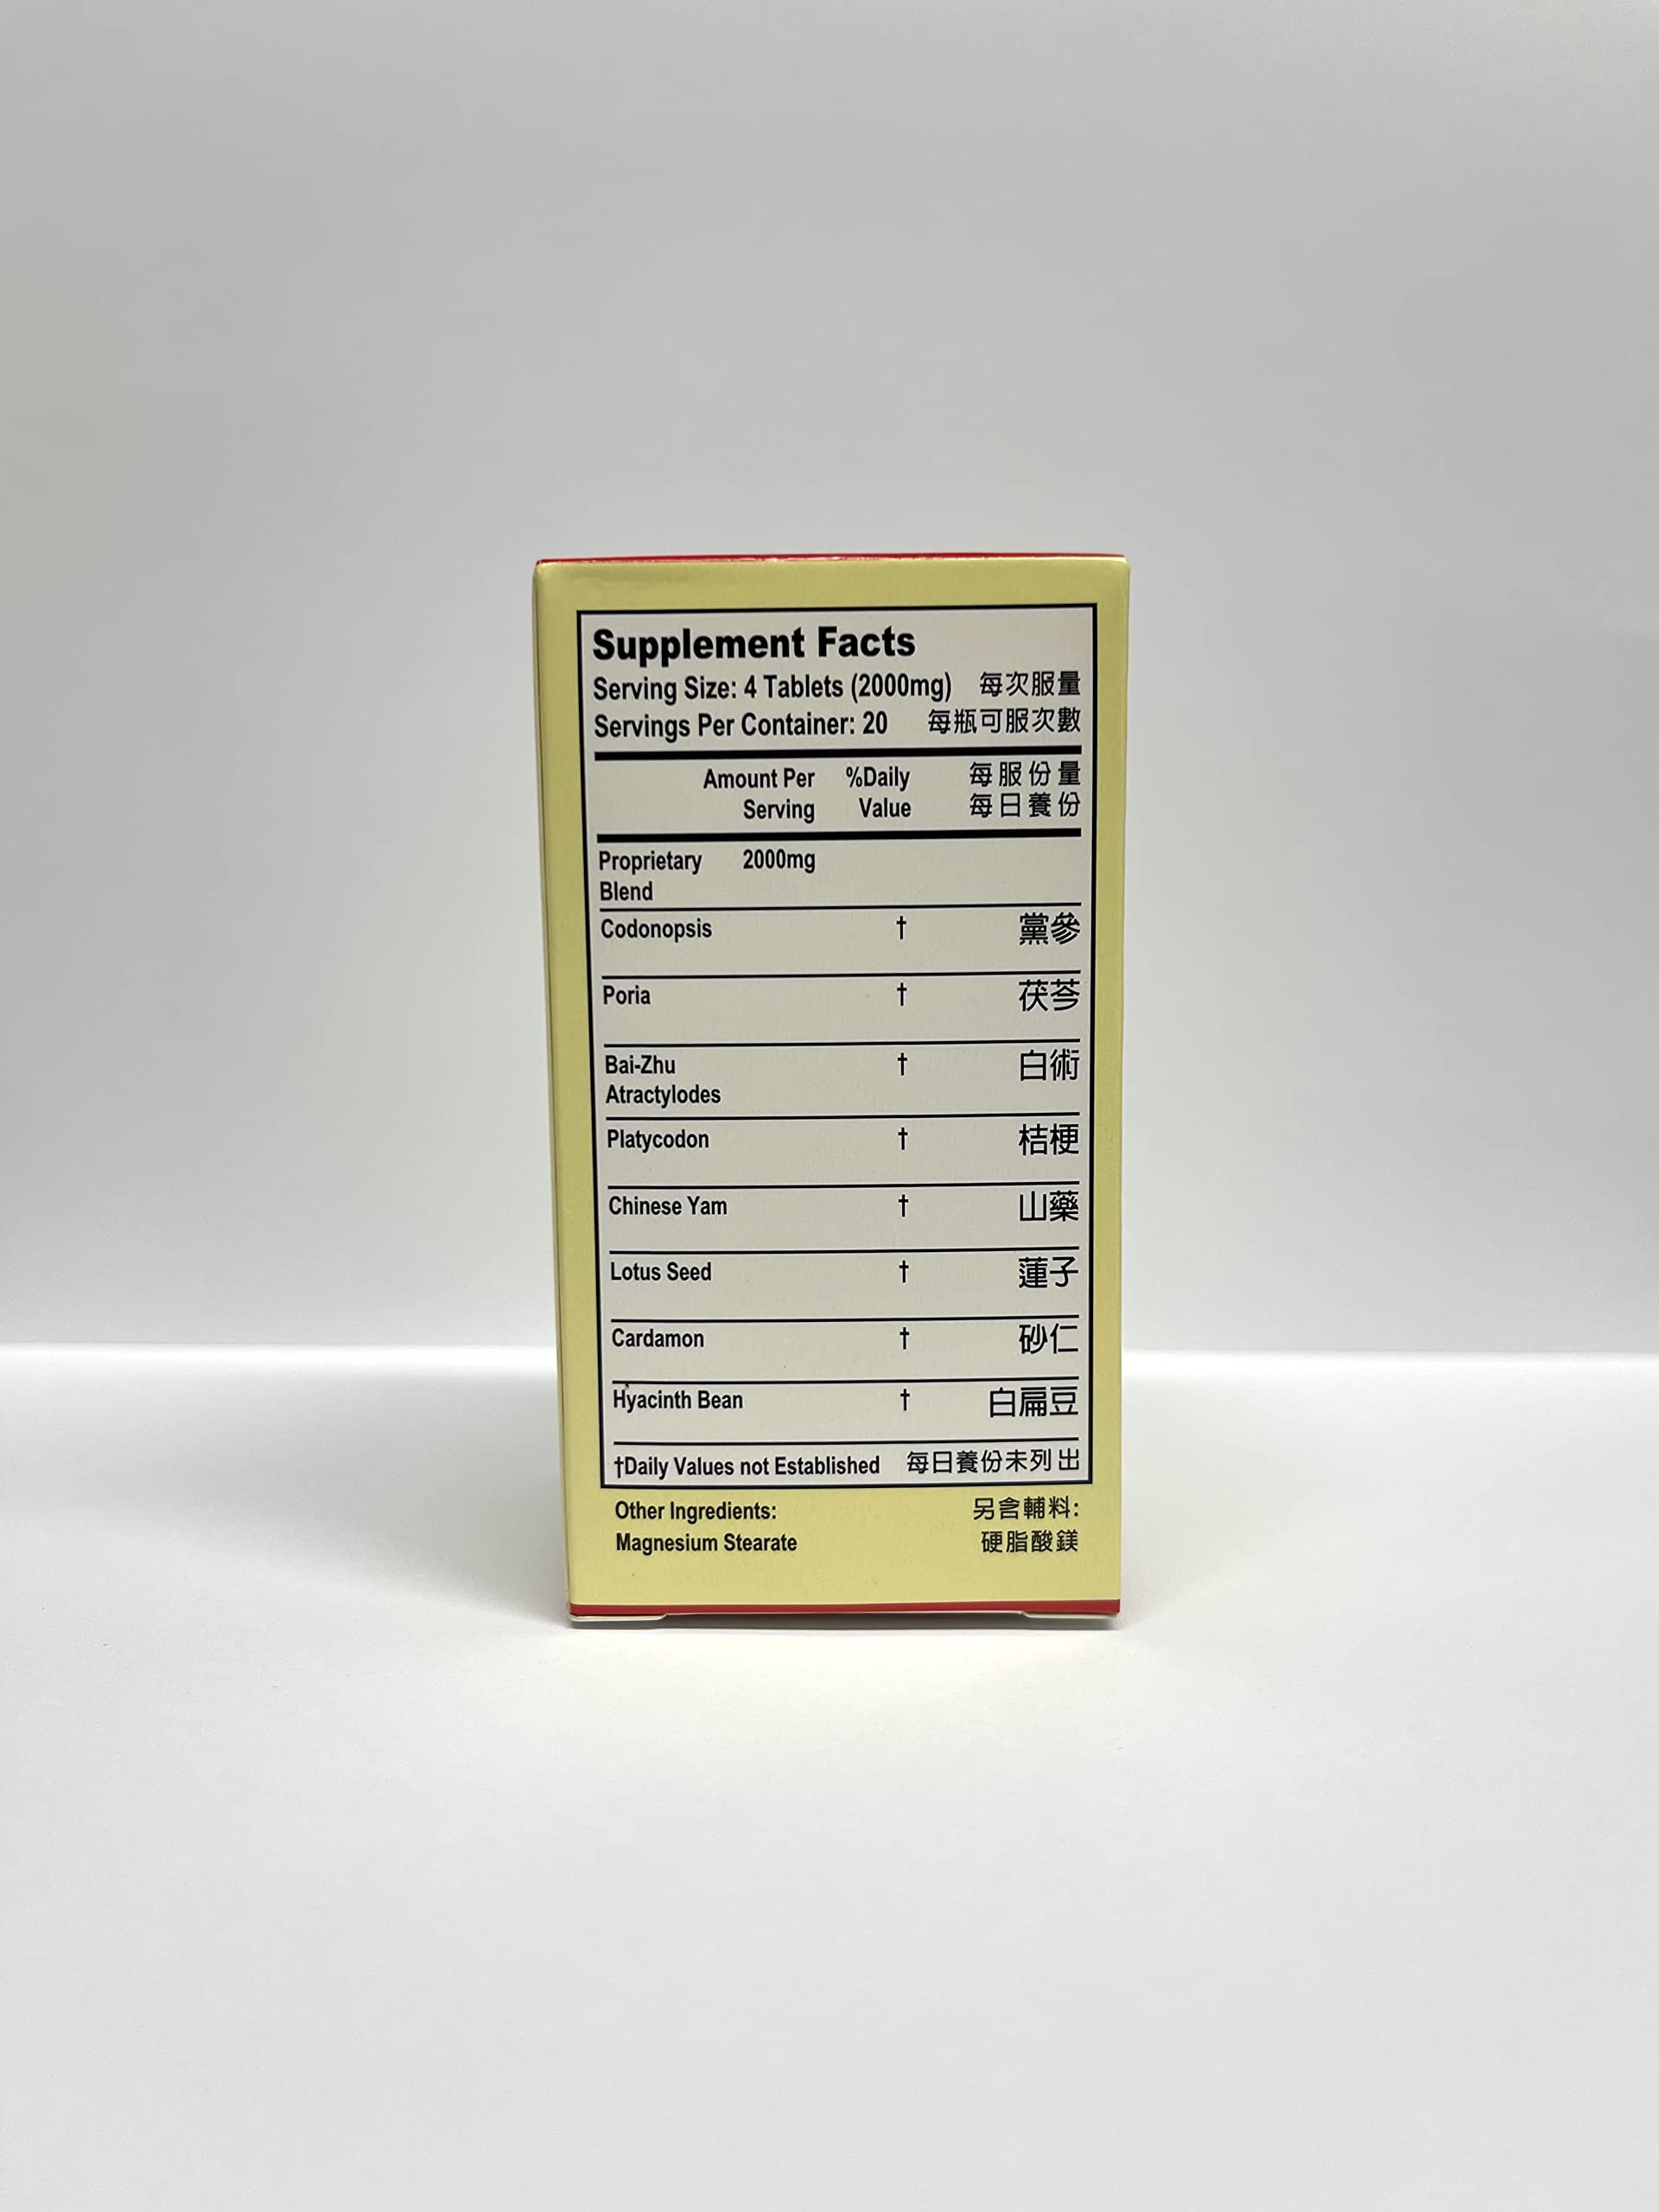 Supplement Facts
Serving Size: 4 Tablets (2000mg) 每次服量
Servings Per Container: 20 每瓶可服次數
Amount Per %Daily 每服份量
Serving Value 每日養份
Proprietary 2000mg
Blend
Codonopsis † 黨參
Poria † 茯苓
Bai-Zhu † 白術
Atractylodes
Platycodon † 桔梗
Chinese Yam † 山藥
Lotus Seed † 蓮子
Cardamon † 砂仁
Hyacinth Bean † 白扁豆
†Daily Values not Established 每日養份未列出
Other Ingredients: 另含輔料:
Magnesium Stearate 硬脂酸鎂